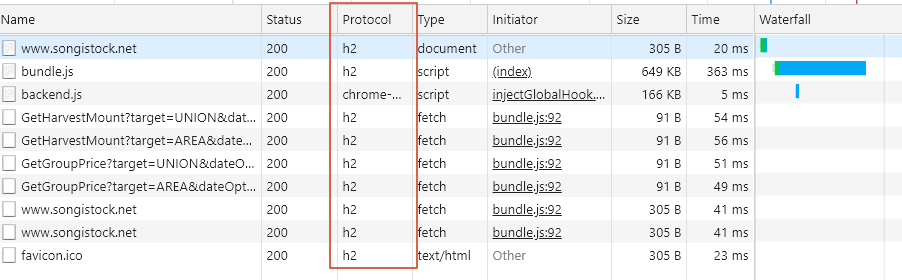 Name Status Protocol Type Initiator Size Time Waterfall
www.songistock.net 200 h2 document Other 305 B 20 ms
bundle.js 200 h2 script (index) 649 KB 363 ms
backend.js 200 chrome-... script injectGlobalHook.... 166 KB 5 ms
GetHarvestMount?target=UNION&date... 200 h2 fetch bundle.js:92 91 B 54 ms
GetHarvestMount?target=AREA&dateO... 200 h2 fetch bundle.js:92 91 B 56 ms
GetGroupPrice?target=UNION&dateO... 200 h2 fetch bundle.js:92 91 B 51 ms
GetGroupPrice?target=AREA&dateOpt... 200 h2 fetch bundle.js:92 91 B 49 ms
www.songistock.net 200 h2 fetch bundle.js:92 305 B 41 ms
www.songistock.net 200 h2 fetch bundle.js:92 305 B 41 ms
favicon.ico 200 h2 text/html Other 305 B 23 ms